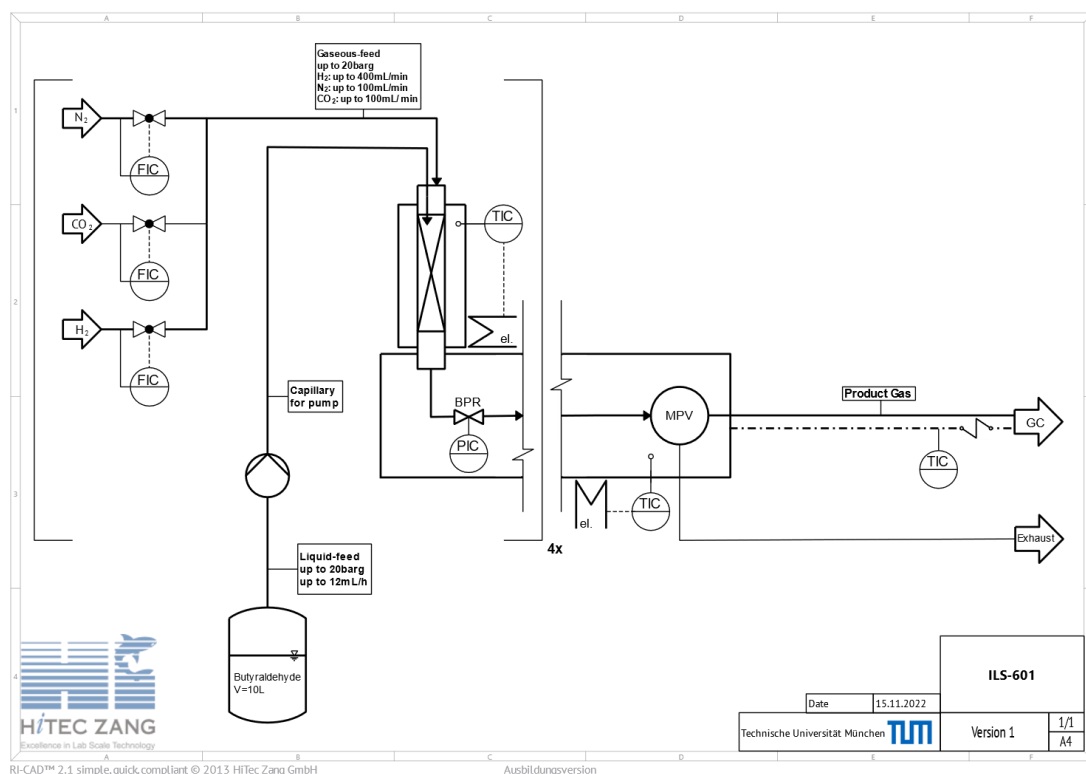 A B C D E F
1
2
3
4
Gaseous-feed
up to 20barg
H₂: up to 400mL/min
N₂: up to 100mL/min
CO₂: up to 100mL/ min
N₂
FIC
CO₂
FIC
H₂
FIC
TIC
el.
Capillary
for pump
BPR
PIC
MPV
Product Gas
GC
TIC
TIC
el.
Exhaust
4x
Liquid-feed
up to 20barg
up to 12mL/h
Butyraldehyde
V=10L
HiTEC ZANG
Excellence in Lab Scale Technology
ILS-601
Date 15.11.2022
Technische Universität München TUM
Version 1
1/1
A4
A B C D E F
RI-CAD™ 2.1 simple.quick.compliant © 2013 HiTec Zang GmbH
Ausbildungsversion